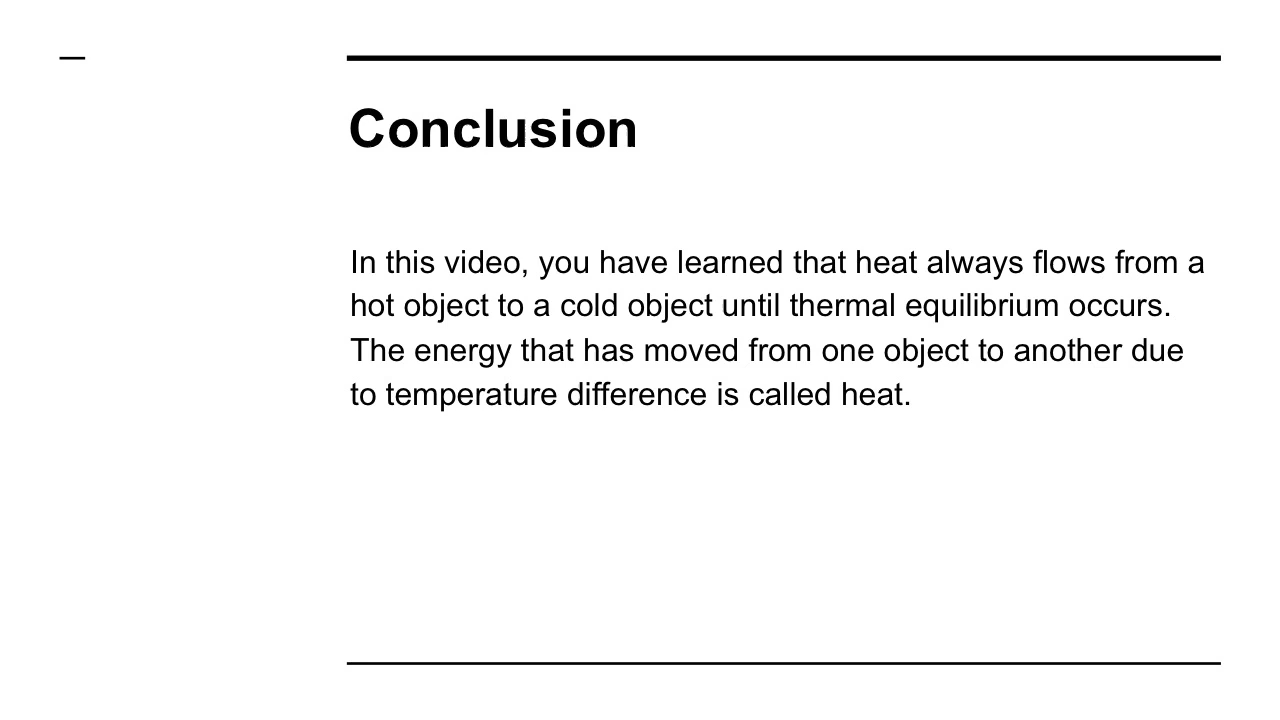 Conclusion
In this video, you have learned that heat always flows from a
hot object to a cold object until thermal equilibrium occurs.
The energy that has moved from one object to another due
to temperature difference is called heat.